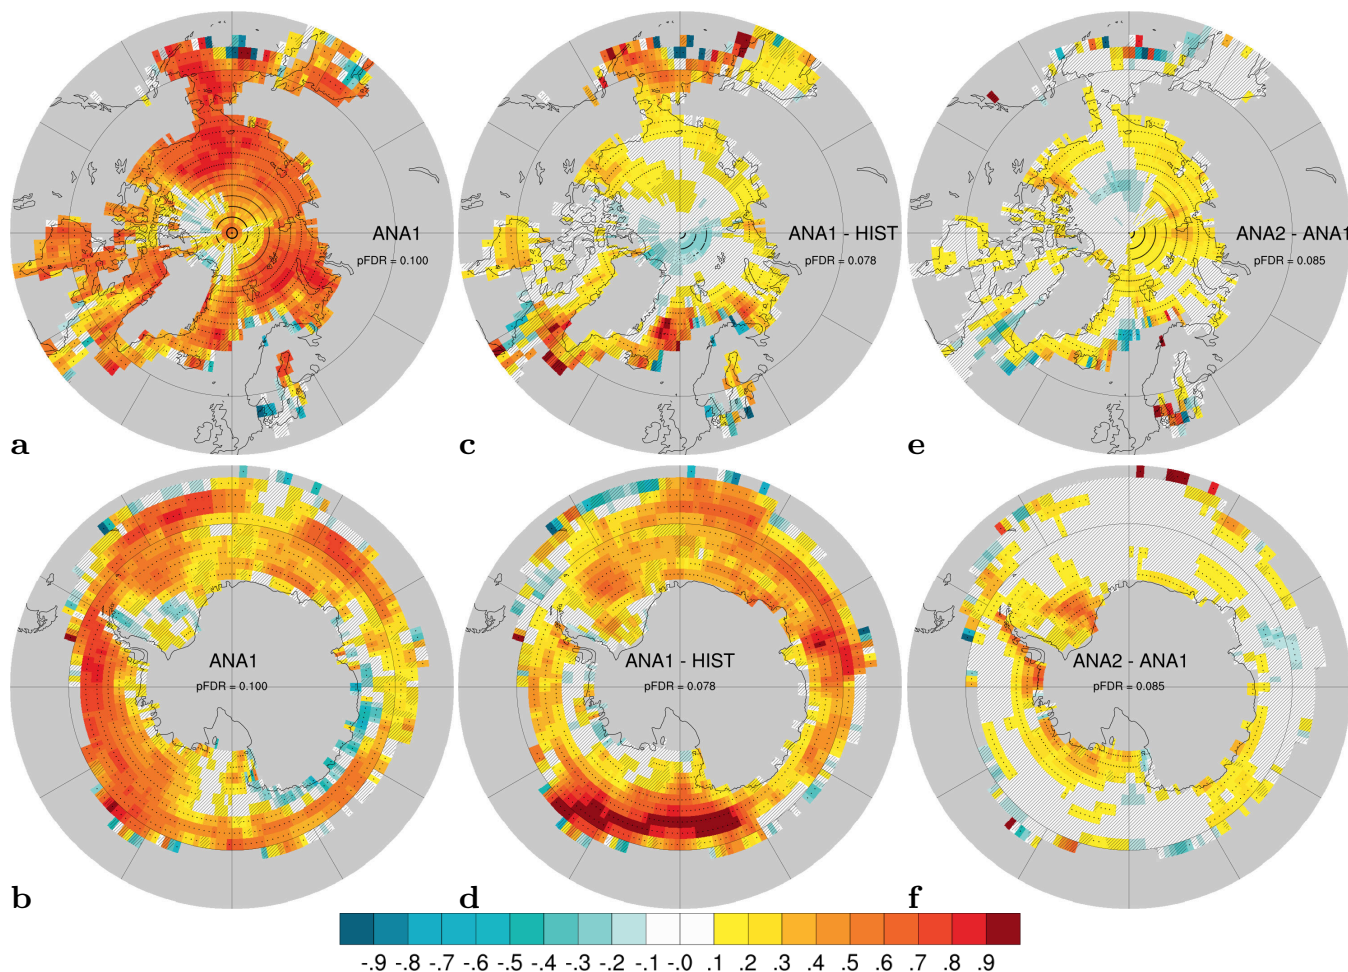 ANA1
pFDR = 0.100
ANA1 - HIST
pFDR = 0.078
ANA2 - ANA1
pFDR = 0.085
a
c
e
ANA1
pFDR = 0.100
ANA1 - HIST
pFDR = 0.078
ANA2 - ANA1
pFDR = 0.085
b
d
f
-.9 -.8 -.7 -.6 -.5 -.4 -.3 -.2 -.1 -.0 .1 .2 .3 .4 .5 .6 .7 .8 .9